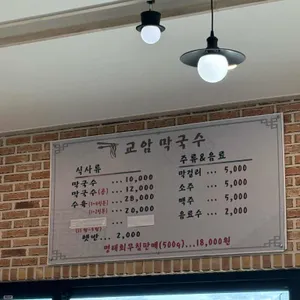 교암 막국수
식사류
막국수 ... 10,000
막국수(곱) ... 12,000
수육 ... 28,000
... 20,000
햇반 ... 2,000
주류&음료
막걸리 ... 5,000
소주 ... 5,000
맥주 ... 5,000
음료수 ... 2,000
명태회무침판매(500g)...18,000원